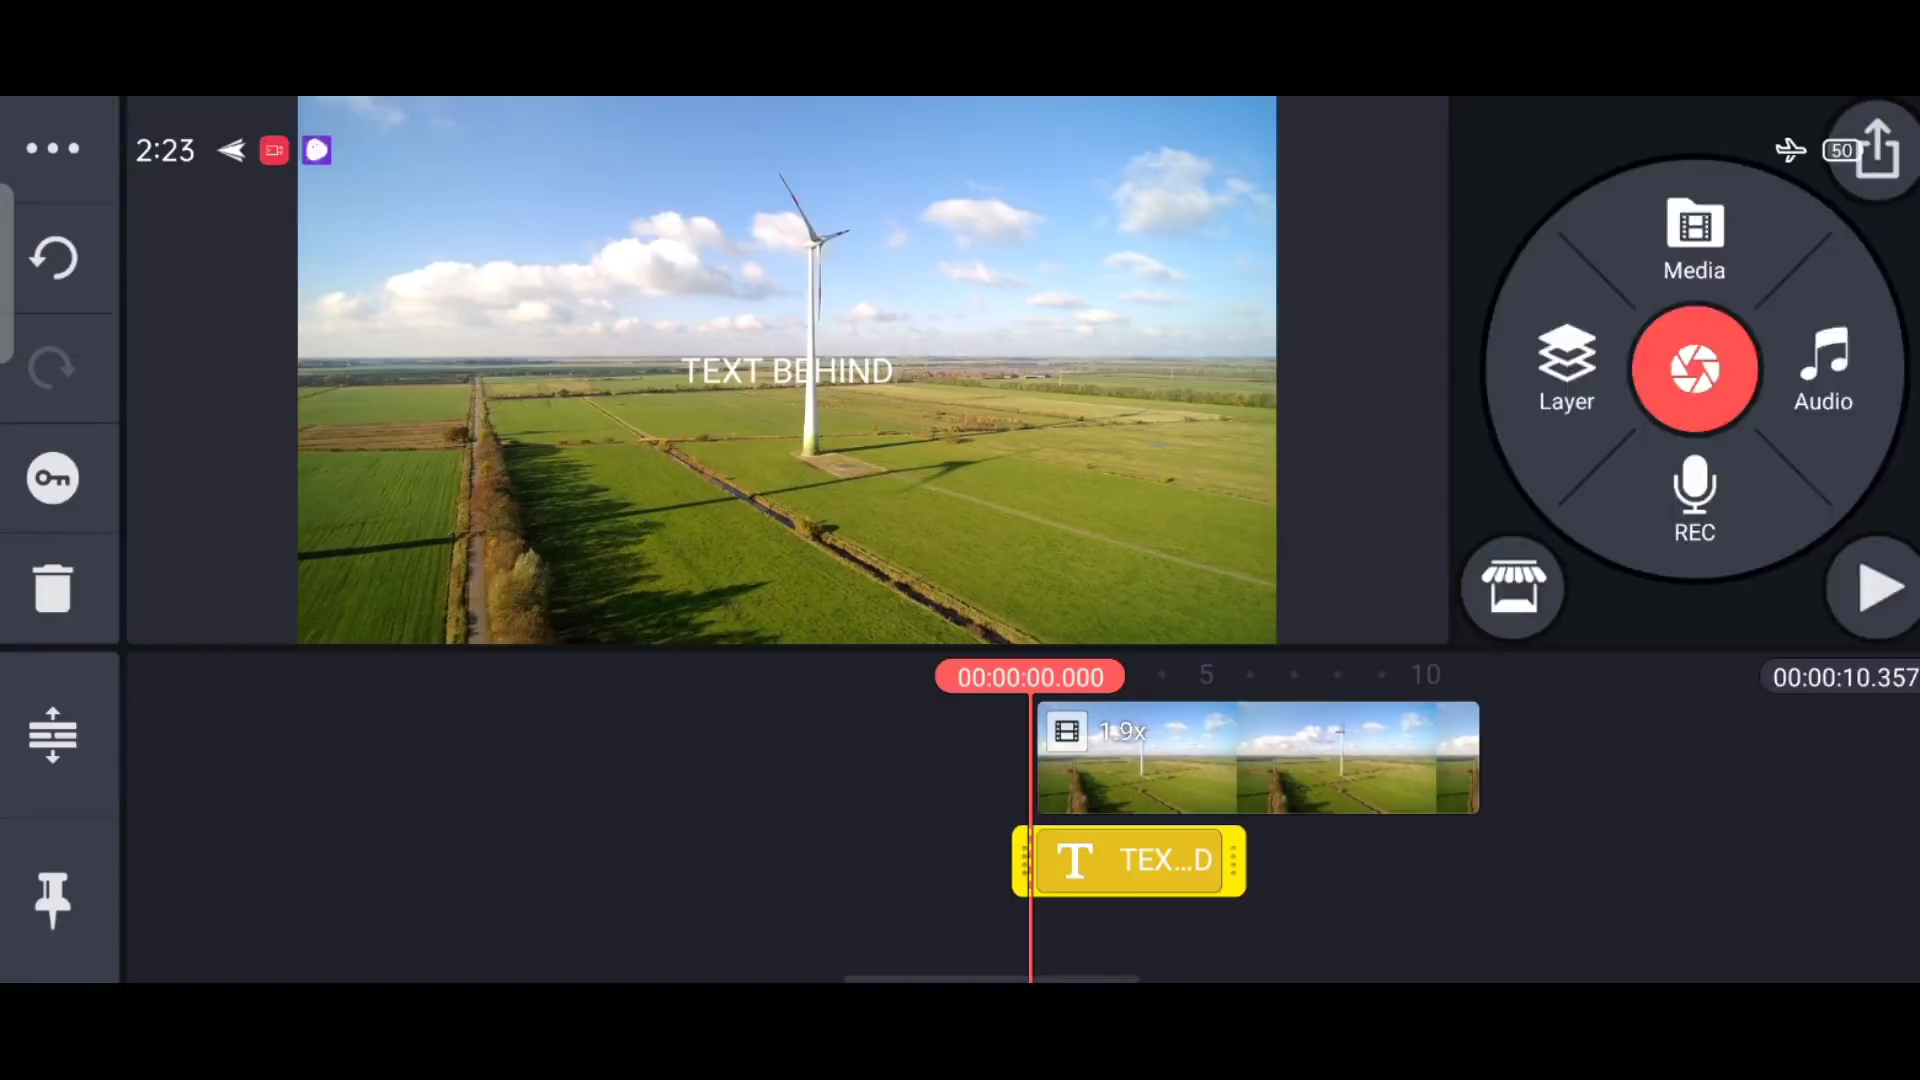 2:23
50
Media
Layer
Audio
REC
TEXT BEHIND
00:00:00.000
5
10
00:00:10.357
1.9x
T TEX...D